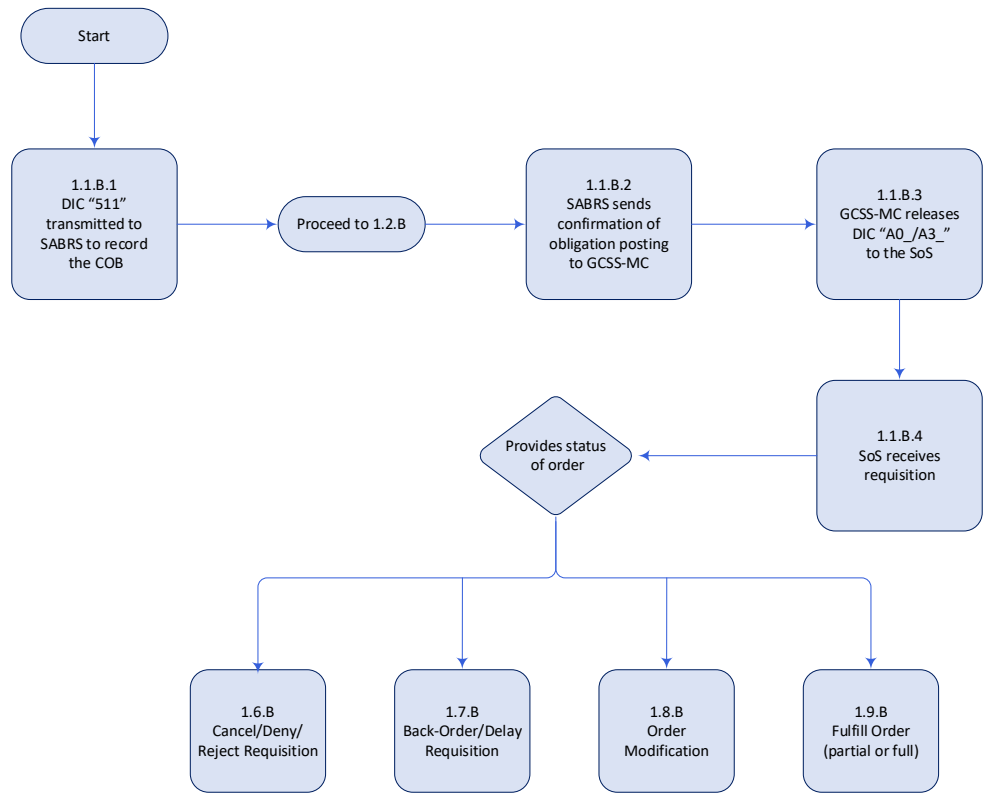 Start
1.1.B.1
DIC “511”
transmitted to
SABRS to record
the COB
Proceed to 1.2.B
1.1.B.2
SABRS sends
confirmation of
obligation posting
to GCSS-MC
1.1.B.3
GCSS-MC releases
DIC “A0_/A3_”
to the SoS
1.1.B.4
SoS receives
requisition
Provides status
of order
1.6.B
Cancel/Deny/
Reject Requisition
1.7.B
Back-Order/Delay
Requisition
1.8.B
Order
Modification
1.9.B
Fulfill Order
(partial or full)